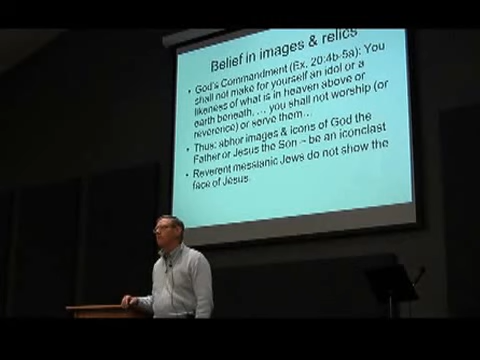 Belief in images & relics
• God's Commandment (Ex. 20:4b-5a): You
shall not make for yourself an idol or a
likeness of what is in heaven above or
earth beneath, … you shall not worship (or
reverence) or serve them…
• Thus: abhor images & icons of God the
Father or Jesus the Son ~ be an iconclast
• Reverent messianic Jews do not show the
face of Jesus.